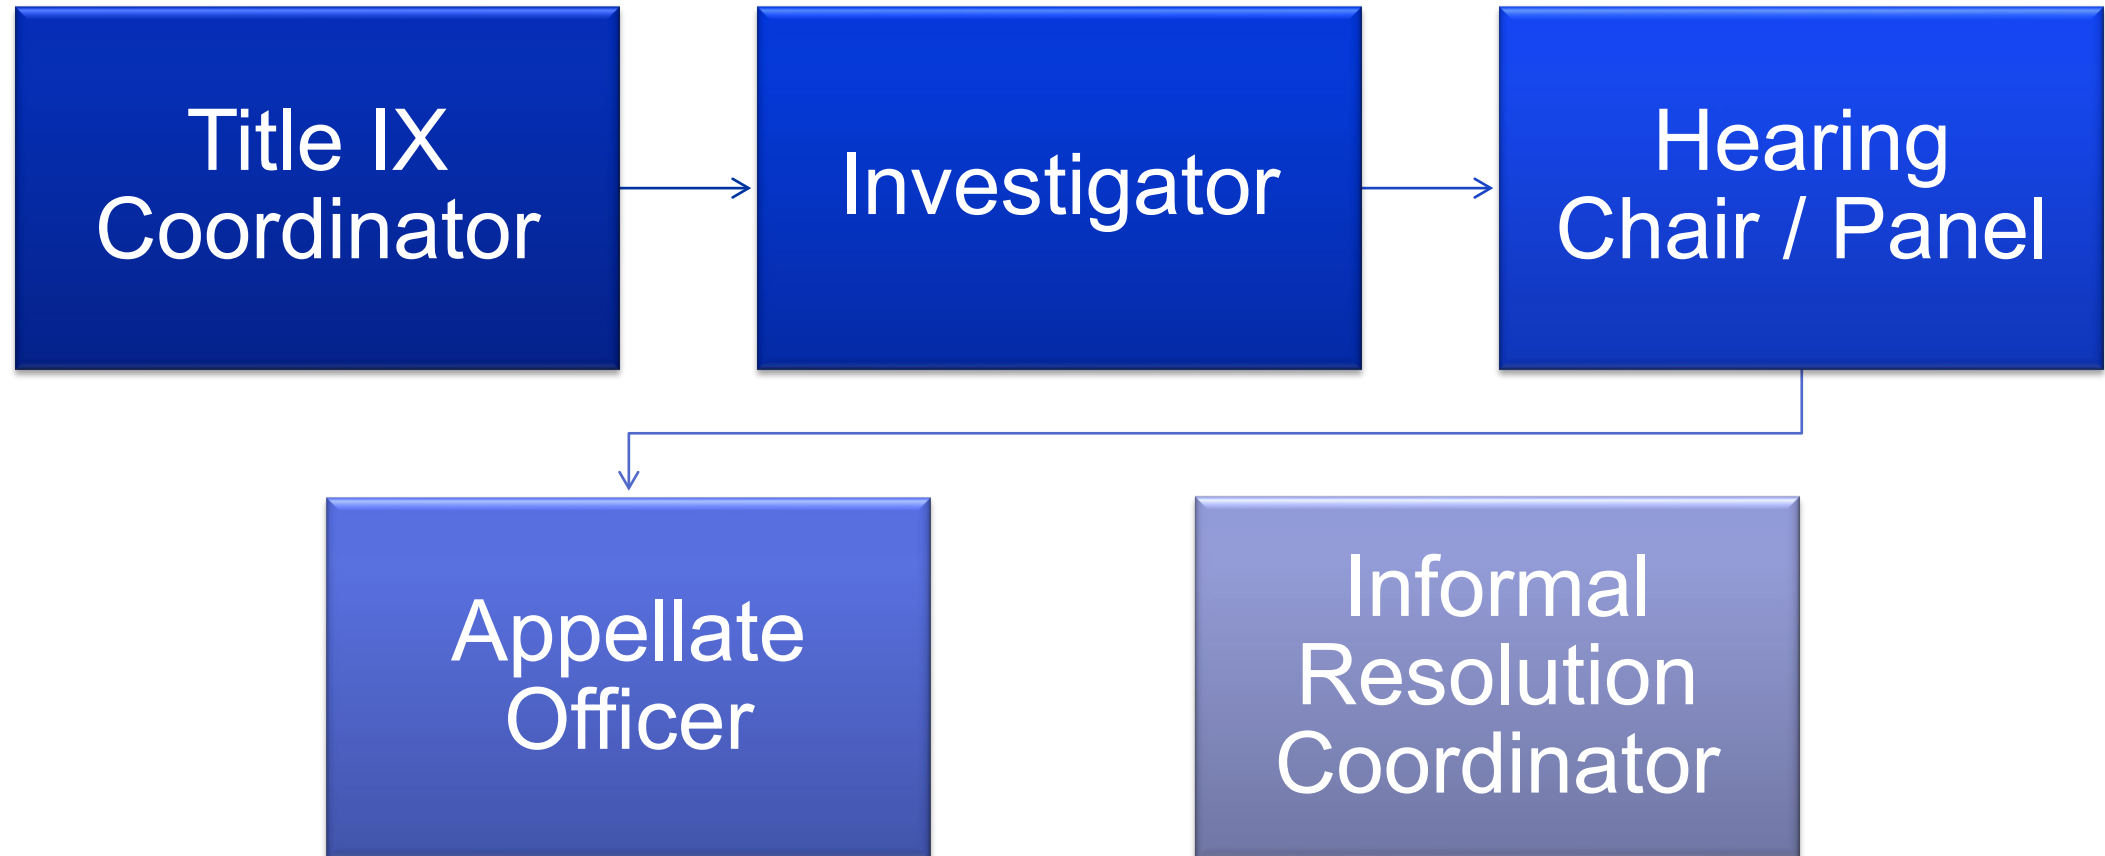 Title IX
Coordinator
Investigator
Hearing
Chair / Panel
Appellate
Officer
Informal
Resolution
Coordinator